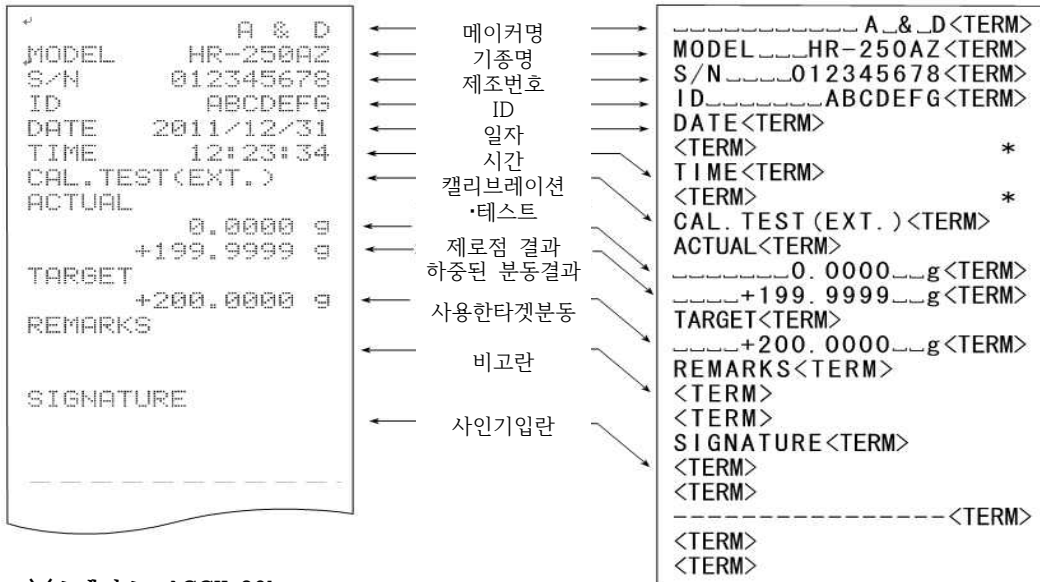 A & D
MODEL HR-250AZ
S/N 012345678
ID ABCDEFG
DATE 2011/12/31
TIME 12:23:34
CAL.TEST(EXT.)
ACTUAL
0.0000 g
+199.9999 g
TARGET
+200.0000 g
REMARKS
SIGNATURE
메이커명
기종명
제조번호
ID
일자
시간
캘리브레이션
·테스트
제로점 결과
하중된 분동결과
사용한타겟분동
비고란
사인기입란
␣␣␣␣␣␣␣␣␣␣␣A␣&␣D<TERM>
MODEL␣␣␣HR-250AZ<TERM>
S/N␣␣␣␣012345678<TERM>
ID␣␣␣␣␣␣␣ABCDEFG<TERM>
DATE<TERM>
<TERM> *
TIME<TERM>
<TERM> *
CAL.TEST(EXT.)<TERM>
ACTUAL<TERM>
␣␣␣␣␣␣␣0.0000␣␣g<TERM>
␣␣␣␣+199.9999␣␣g<TERM>
TARGET<TERM>
␣␣␣␣+200.0000␣␣g<TERM>
REMARKS<TERM>
<TERM>
<TERM>
SIGNATURE<TERM>
<TERM>
<TERM>
----------------<TERM>
<TERM>
<TERM>